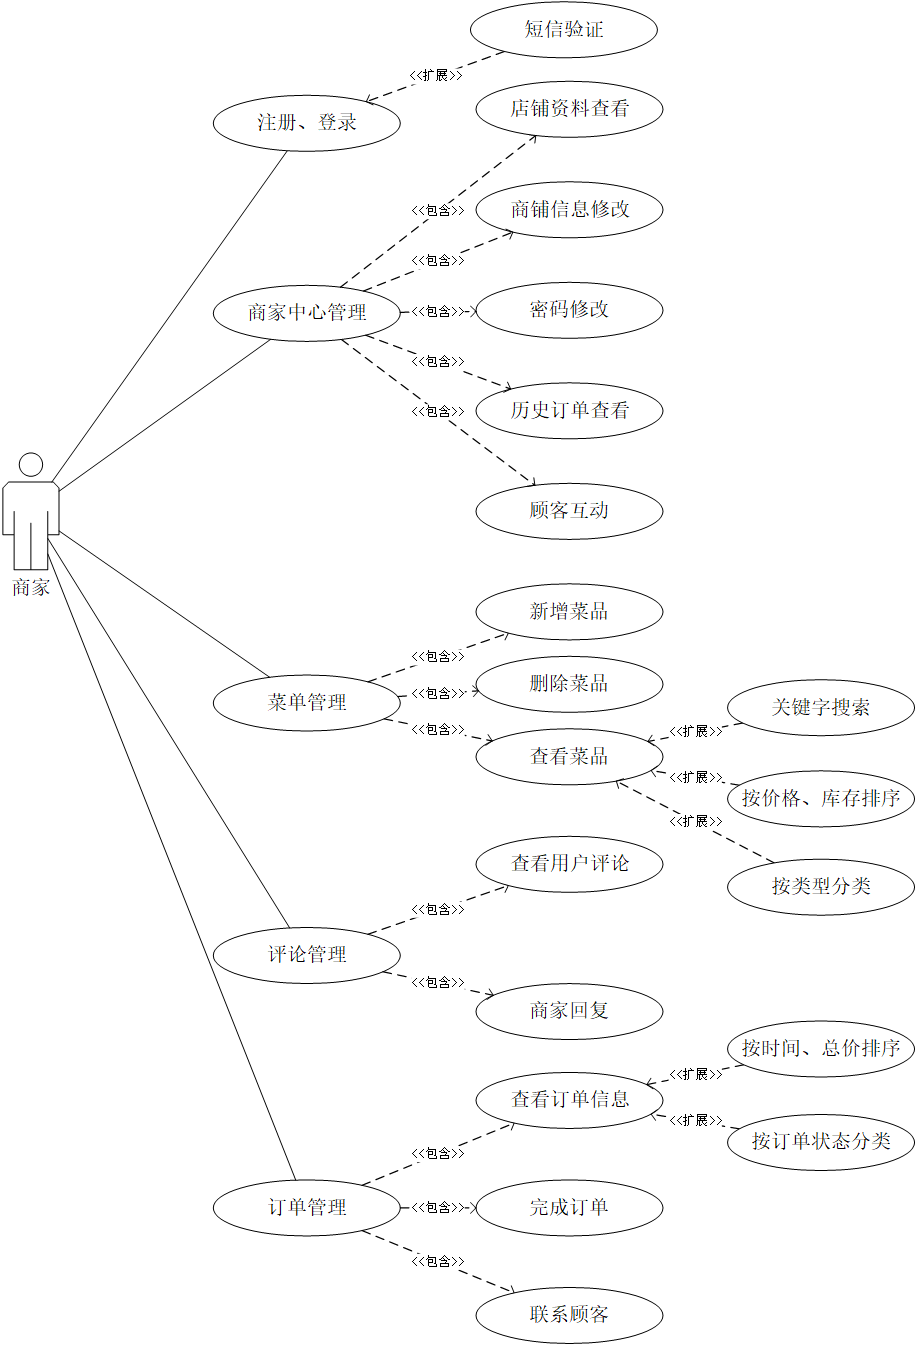 短信验证
<<扩展>>
注册、登录
店铺资料查看
<<包含>>
商铺信息修改
<<包含>>
商家中心管理
<<包含>>
密码修改
<<包含>>
历史订单查看
<<包含>>
顾客互动
商家
新增菜品
<<包含>>
菜单管理
<<包含>>
删除菜品
<<包含>>
查看菜品
<<扩展>>
关键字搜索
<<扩展>>
按价格、库存排序
<<扩展>>
按类型分类
查看用户评论
<<包含>>
评论管理
<<包含>>
商家回复
按时间、总价排序
<<扩展>>
查看订单信息
<<扩展>>
按订单状态分类
<<包含>>
订单管理
<<包含>>
完成订单
<<包含>>
联系顾客